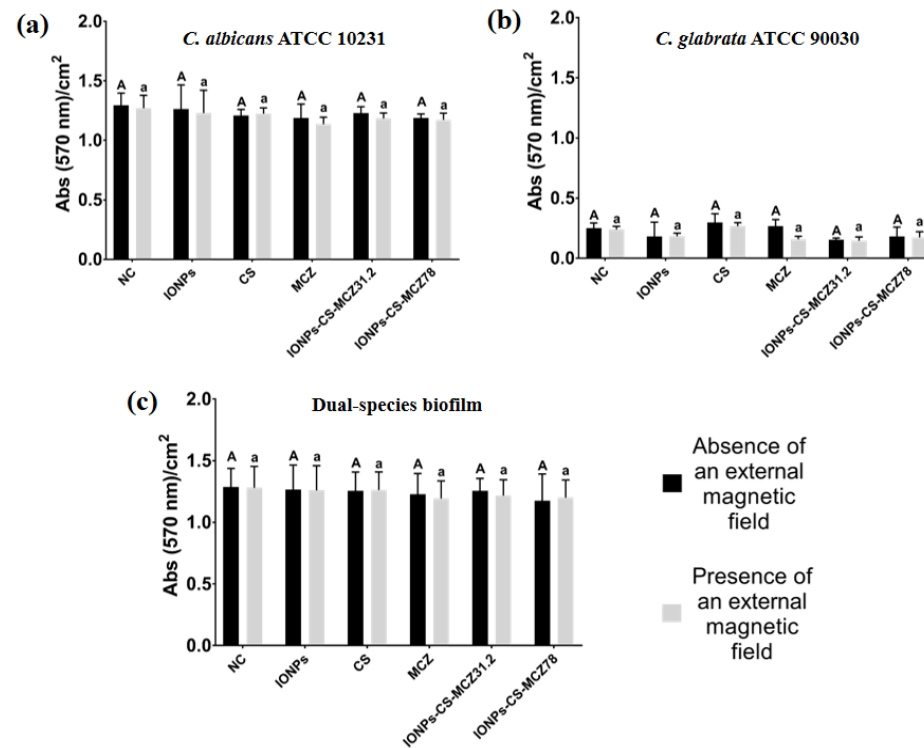 (a)
C. albicans ATCC 10231
Abs (570 nm)/cm²
2.0
1.5
1.0
0.5
0.0
A a A a A a A a A a A a
NC
IONPs
CS
MCZ
IONPs-CS-MCZ31.2
IONPs-CS-MCZ78
(b)
C. glabrata ATCC 90030
Abs (570 nm)/cm²
2.0
1.5
1.0
0.5
0.0
A a A a A a A a A a A a
NC
IONPs
CS
MCZ
IONPs-CS-MCZ31.2
IONPs-CS-MCZ78
(c)
Dual-species biofilm
Abs (570 nm)/cm²
2.0
1.5
1.0
0.5
0.0
A a A a A a A a A a A a
NC
IONPs
CS
MCZ
IONPs-CS-MCZ31.2
IONPs-CS-MCZ78
Absence of
an external
magnetic
field
Presence of
an external
magnetic
field